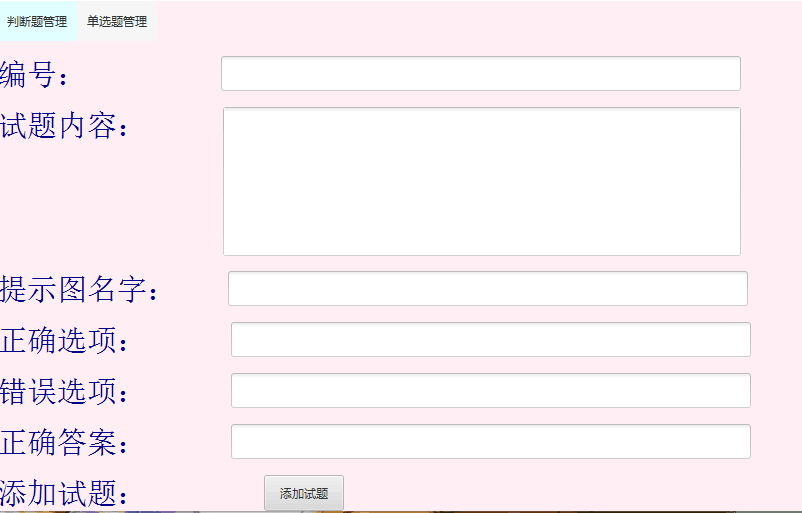 判断题管理 单选题管理
编号：
试题内容：
提示图名字：
正确选项：
错误选项：
正确答案：
添加试题： 添加试题